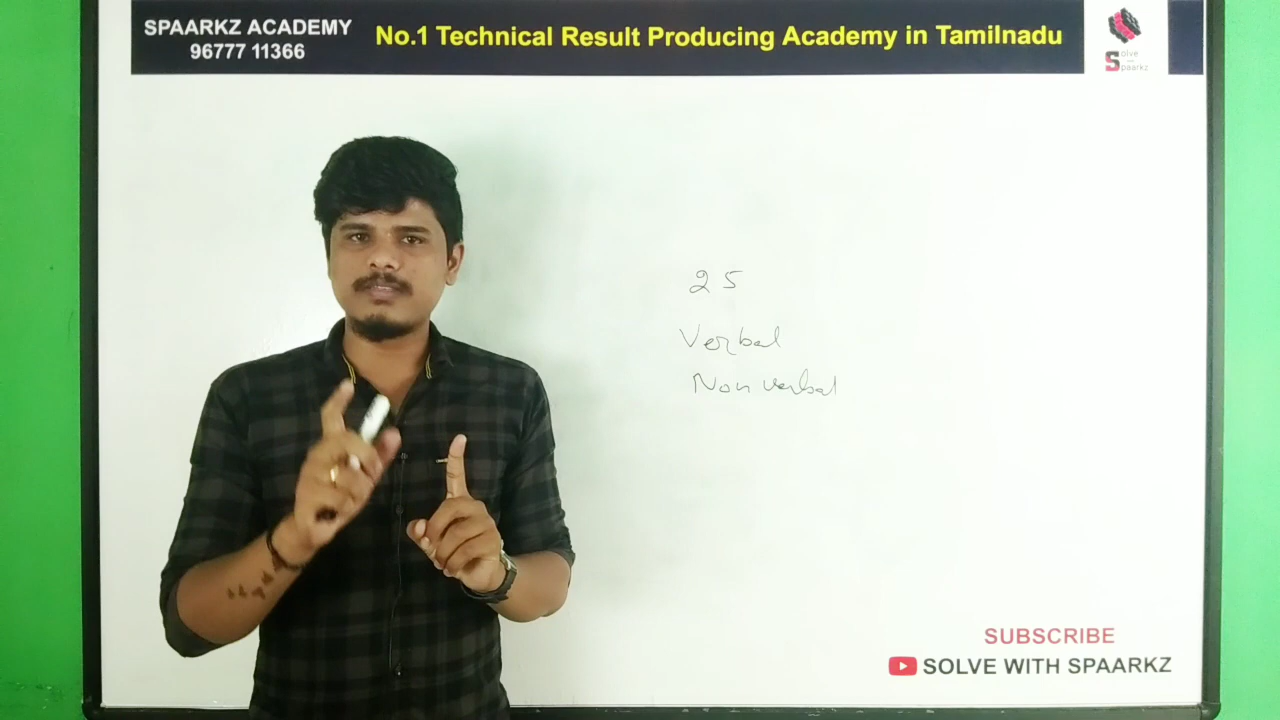 SPAARKZ ACADEMY
96777 11366
No.1 Technical Result Producing Academy in Tamilnadu
Solve
with
Spaarkz
25
Verbal
Non verbal
SUBSCRIBE
SOLVE WITH SPAARKZ